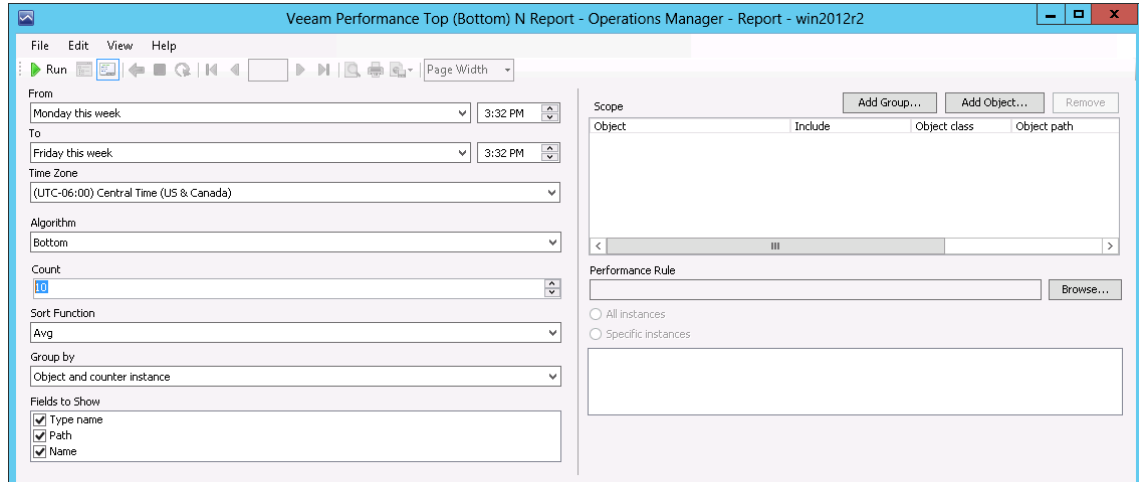 Veeam Performance Top (Bottom) N Report - Operations Manager - Report - win2012r2
File Edit View Help
Run Page Width
From
Monday this week 3:32 PM
To
Friday this week 3:32 PM
Time Zone
(UTC-06:00) Central Time (US & Canada)
Algorithm
Bottom
Count
10
Sort Function
Avg
Group by
Object and counter instance
Fields to Show
Type name
Path
Name
Scope Add Group... Add Object... Remove
Object Include Object class Object path
Performance Rule
Browse...
All instances
Specific instances